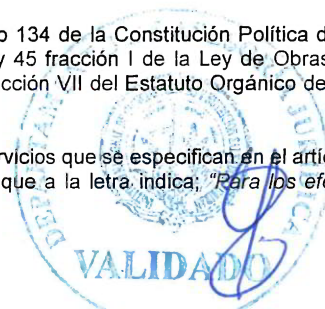 134 de la Constitución Política d
y 45 fracción I de la Ley de Obras
cción VII del Estatuto Orgánico de
rvicios que se especifican en el artí
que a la letra indica; "Para los efe
VALIDADO